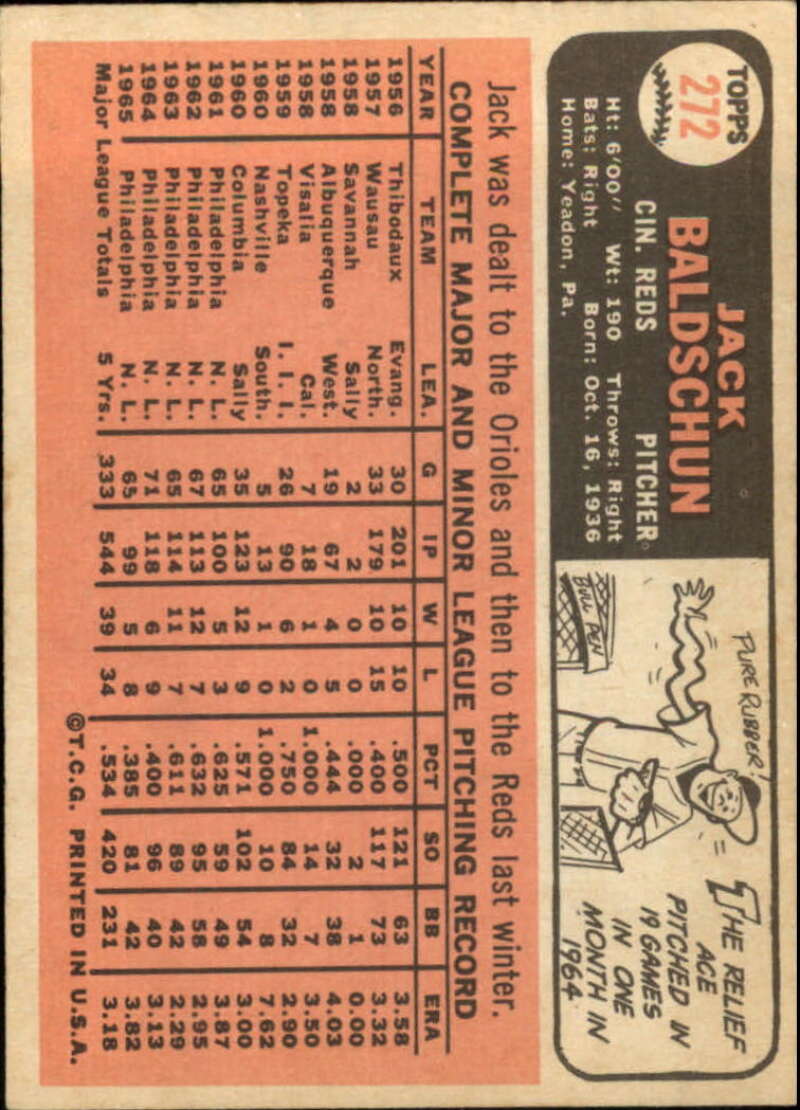 TOPPS
272
JACK
BALDSCHUN
CIN. REDS PITCHER
Ht: 6'00" Wt: 190 Throws: Right
Bats: Right Born: Oct. 16, 1936
Home: Yeadon, Pa.
PURE RUBBER!
BULL PEN
THE RELIEF
ACE
PITCHED IN
19 GAMES
IN ONE
MONTH IN
1964
Jack was dealt to the Orioles and then to the Reds last winter.
COMPLETE MAJOR AND MINOR LEAGUE PITCHING RECORD
YEAR TEAM LEA. G IP W L PCT SO BB ERA
1956 Thibodaux Evang. 30 201 10 10 .500 121 63 3.58
1957 Wausau North. 33 179 10 15 .400 117 73 3.32
1958 Savannah Sally 2 2 0 0 .000 2 1 0.00
1958 Albuquerque West. 19 67 4 5 .444 32 38 4.03
1958 Visalia Cal. 7 18 1 0 1.000 14 7 3.50
1959 Topeka I. I. I. 26 90 6 2 .750 84 32 2.90
1960 Nashville South. 5 13 1 0 1.000 10 8 7.62
1960 Columbia Sally 35 123 12 9 .571 102 54 3.00
1961 Philadelphia N. L. 65 100 5 3 .625 59 49 3.87
1962 Philadelphia N. L. 67 113 12 7 .632 95 58 2.95
1963 Philadelphia N. L. 65 114 11 7 .611 89 42 2.29
1964 Philadelphia N. L. 71 118 6 9 .400 96 40 3.13
1965 Philadelphia N. L. 65 99 5 8 .385 81 42 3.82
Major League Totals 5 Yrs. 333 544 39 34 .534 420 231 3.18
©T.C.G. PRINTED IN U.S.A.